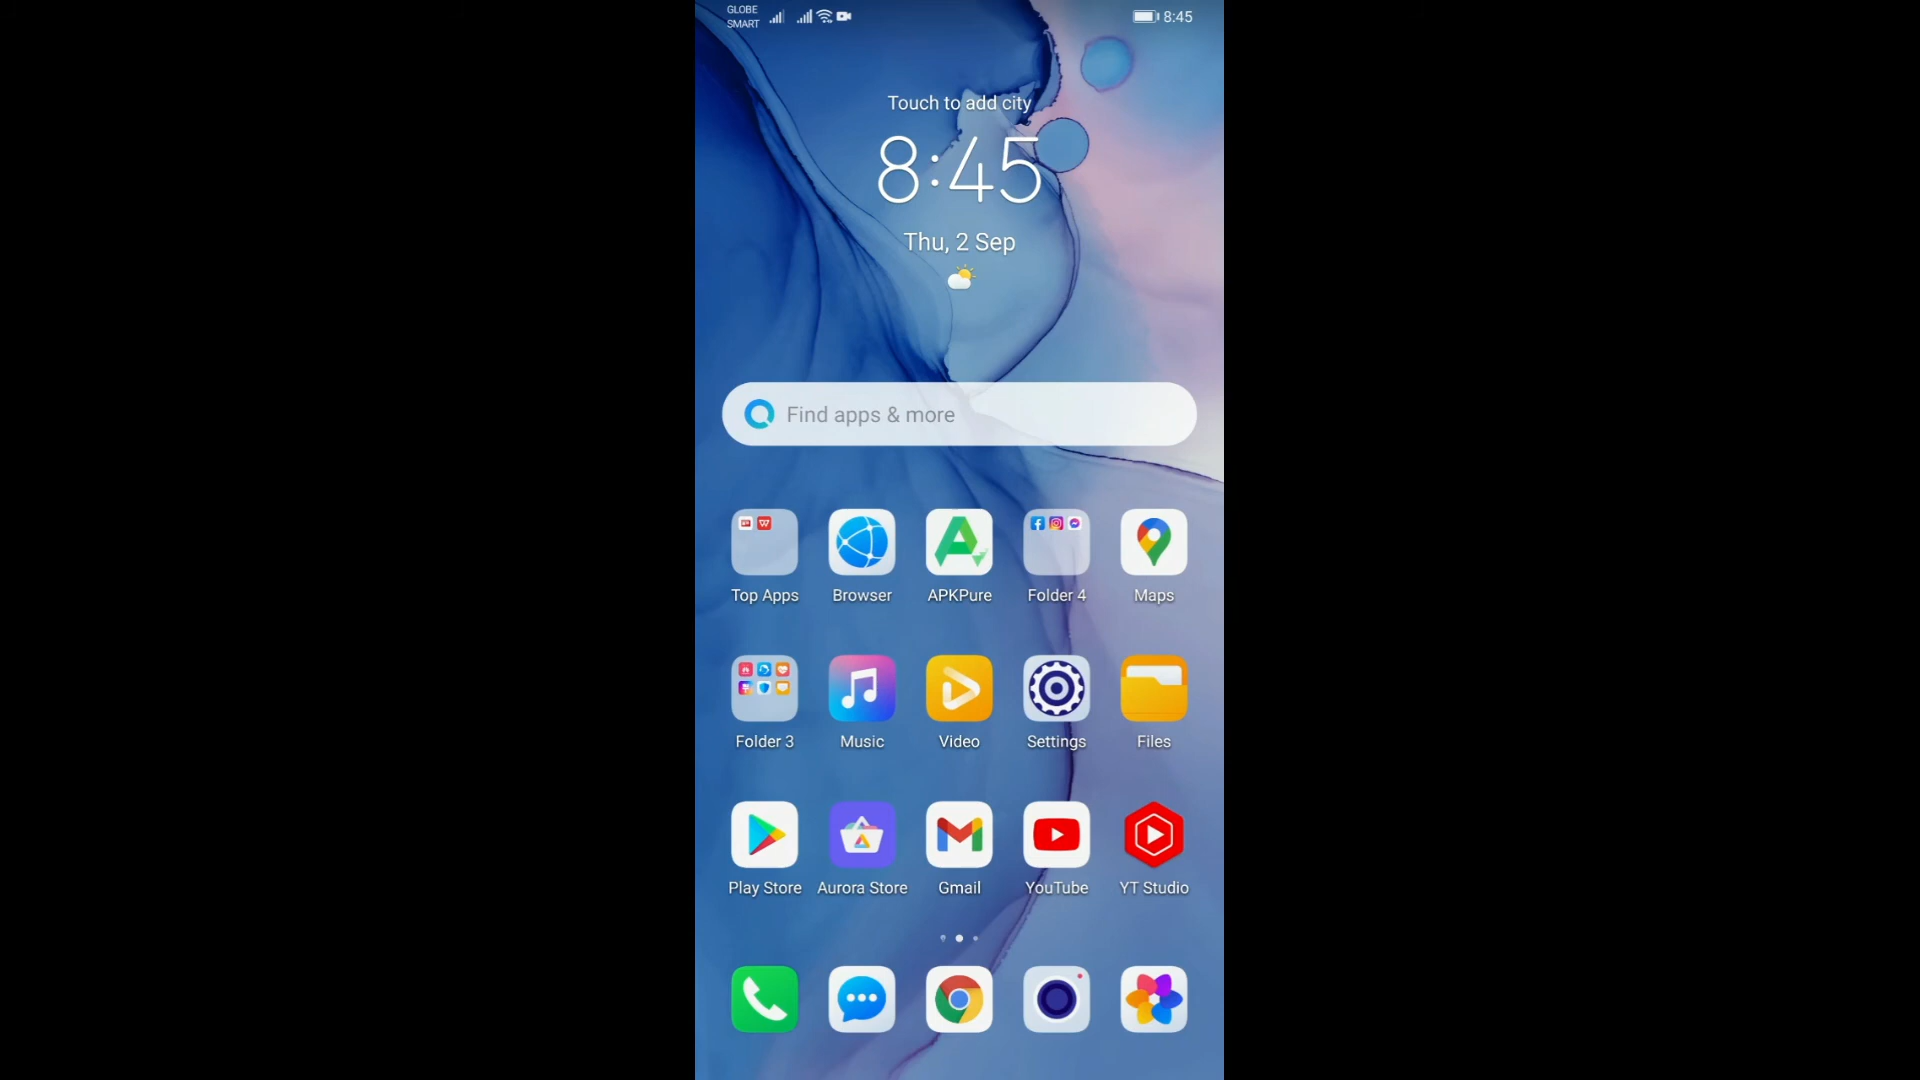 GLOBE
SMART
8:45
Touch to add city
8:45
Thu, 2 Sep
Find apps & more
Top Apps
Browser
APKPure
Folder 4
Maps
Folder 3
Music
Video
Settings
Files
Play Store
Aurora Store
Gmail
YouTube
YT Studio